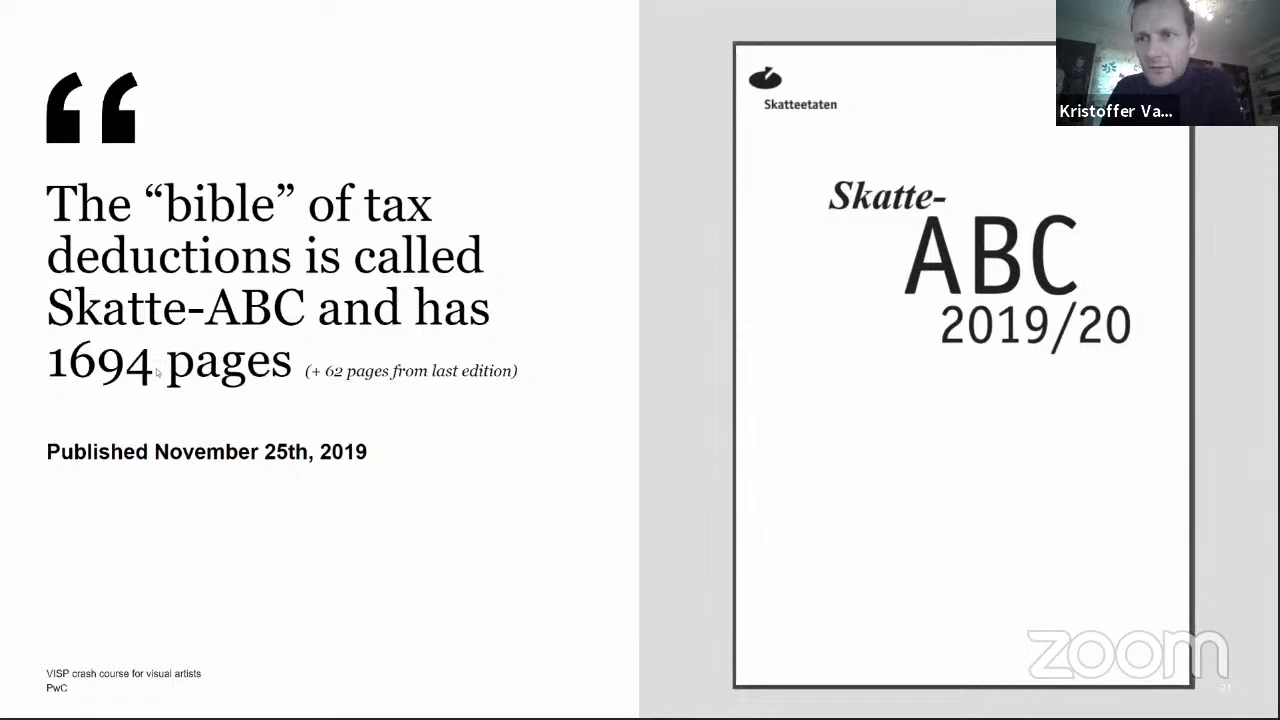 “
The “bible” of tax
deductions is called
Skatte-ABC and has
1694 pages (+ 62 pages from last edition)
Published November 25th, 2019
VISP crash course for visual artists
PwC
Skatteetaten
Skatte-
ABC
2019/20
Kristoffer Va...
zoom
21